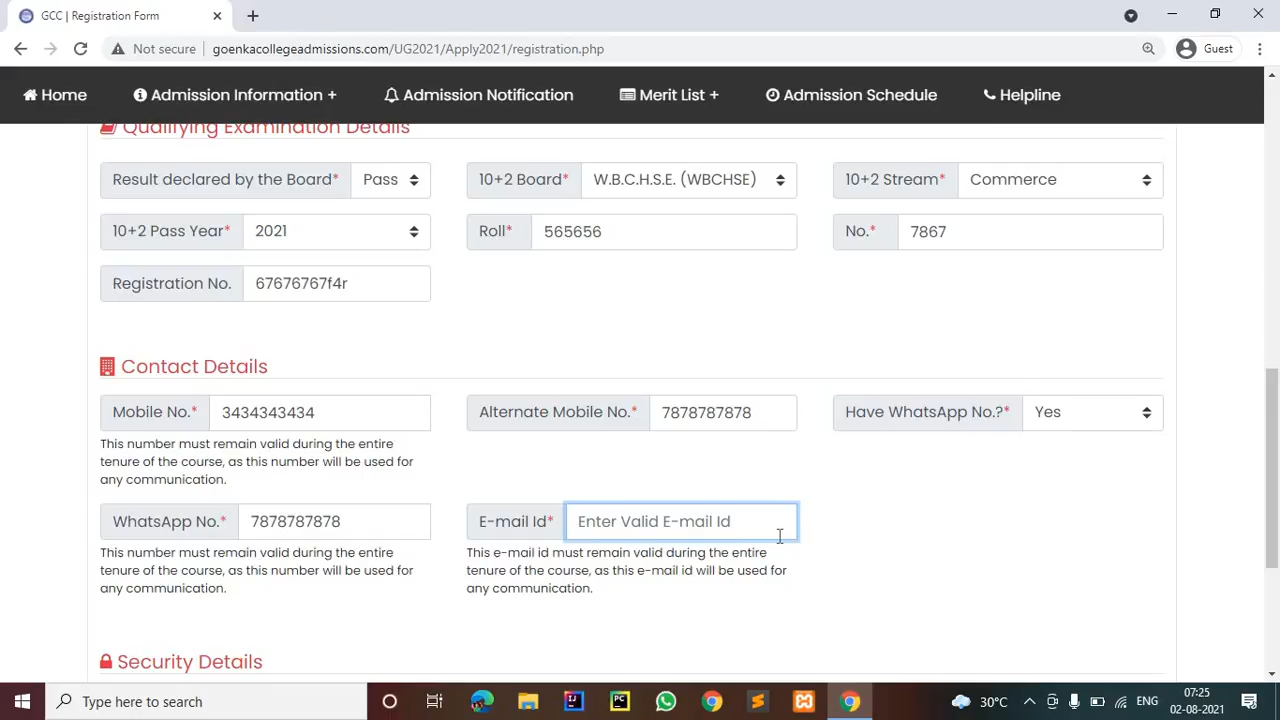 GCC | Registration Form
Not secure
goenkacollegeadmissions.com/UG2021/Apply2021/registration.php
Guest
Home
Admission Information +
Admission Notification
Merit List +
Admission Schedule
Helpline
Qualifying Examination Details
Result declared by the Board* Pass
10+2 Board* W.B.C.H.S.E. (WBCHSE)
10+2 Stream* Commerce
10+2 Pass Year* 2021
Roll* 565656
No.* 7867
Registration No. 67676767f4r
Contact Details
Mobile No.* 3434343434
Alternate Mobile No.* 7878787878
Have WhatsApp No.?* Yes
This number must remain valid during the entire
tenure of the course, as this number will be used for
any communication.
WhatsApp No.* 7878787878
E-mail Id* Enter Valid E-mail Id
This number must remain valid during the entire
tenure of the course, as this number will be used for
any communication.
This e-mail id must remain valid during the entire
tenure of the course, as this e-mail id will be used for
any communication.
Security Details
Type here to search
30°C
ENG
07:25
02-08-2021